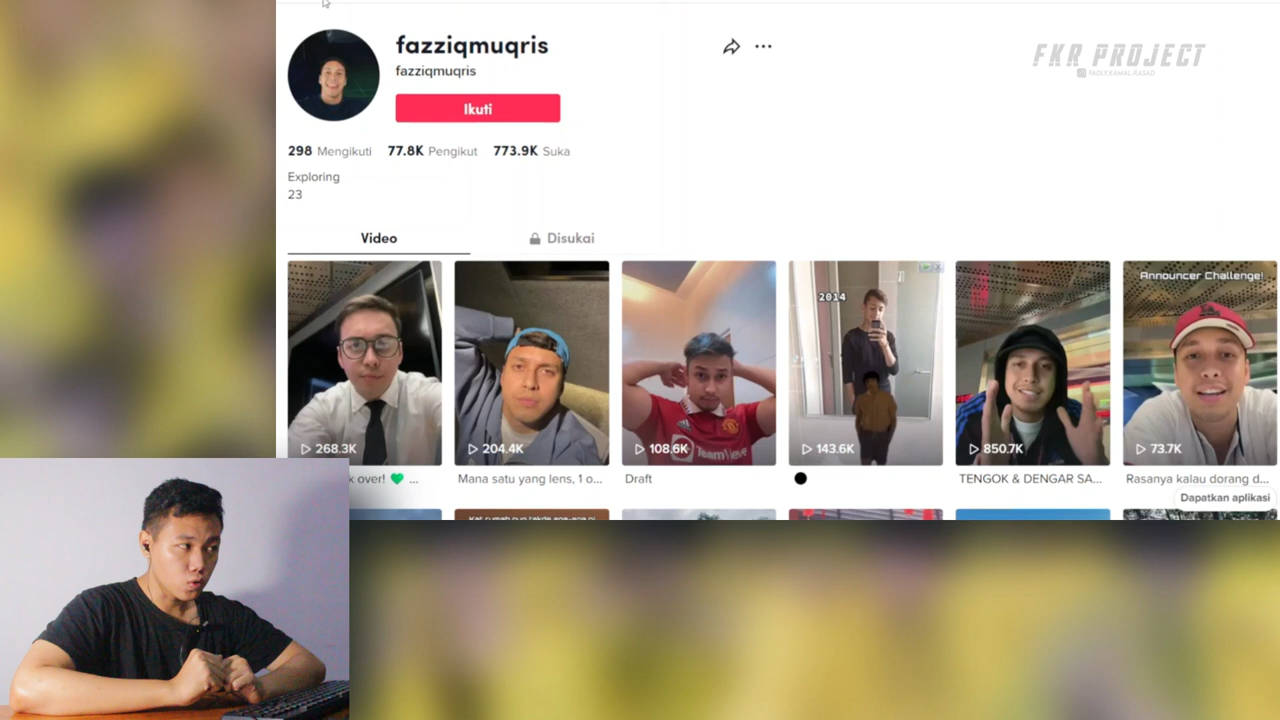 fazziqmuqris
fazziqmuqris
Ikuti
298 Mengikuti 77.8K Pengikut 773.9K Suka
Exploring
23
Video Disukai
FKR PROJECT
FADLY.KAMAL.RASAD
2014
Announcer Challenge!
TeamViewer
268.3K 204.4K 108.6K 143.6K 850.7K 73.7K
k over! 💚 ...
Mana satu yang lens, 1 o...
Draft
TENGOK & DENGAR SA...
Rasanya kalau dorang d...
Dapatkan aplikasi